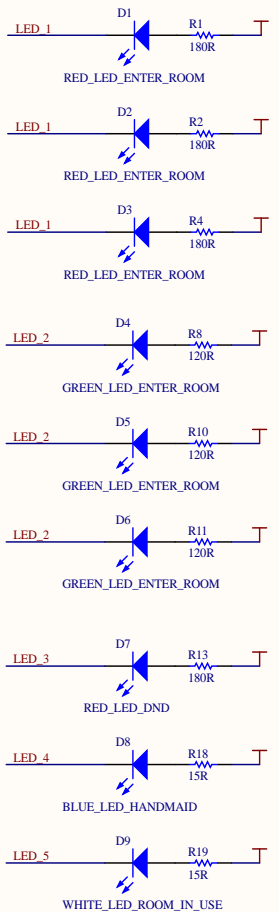 D1
LED_1
R1
180R
RED_LED_ENTER_ROOM
D2
LED_1
R2
180R
RED_LED_ENTER_ROOM
D3
LED_1
R4
180R
RED_LED_ENTER_ROOM
D4
LED_2
R8
120R
GREEN_LED_ENTER_ROOM
D5
LED_2
R10
120R
GREEN_LED_ENTER_ROOM
D6
LED_2
R11
120R
GREEN_LED_ENTER_ROOM
D7
LED_3
R13
180R
RED_LED_DND
D8
LED_4
R18
15R
BLUE_LED_HANDMAID
D9
LED_5
R19
15R
WHITE_LED_ROOM_IN_USE